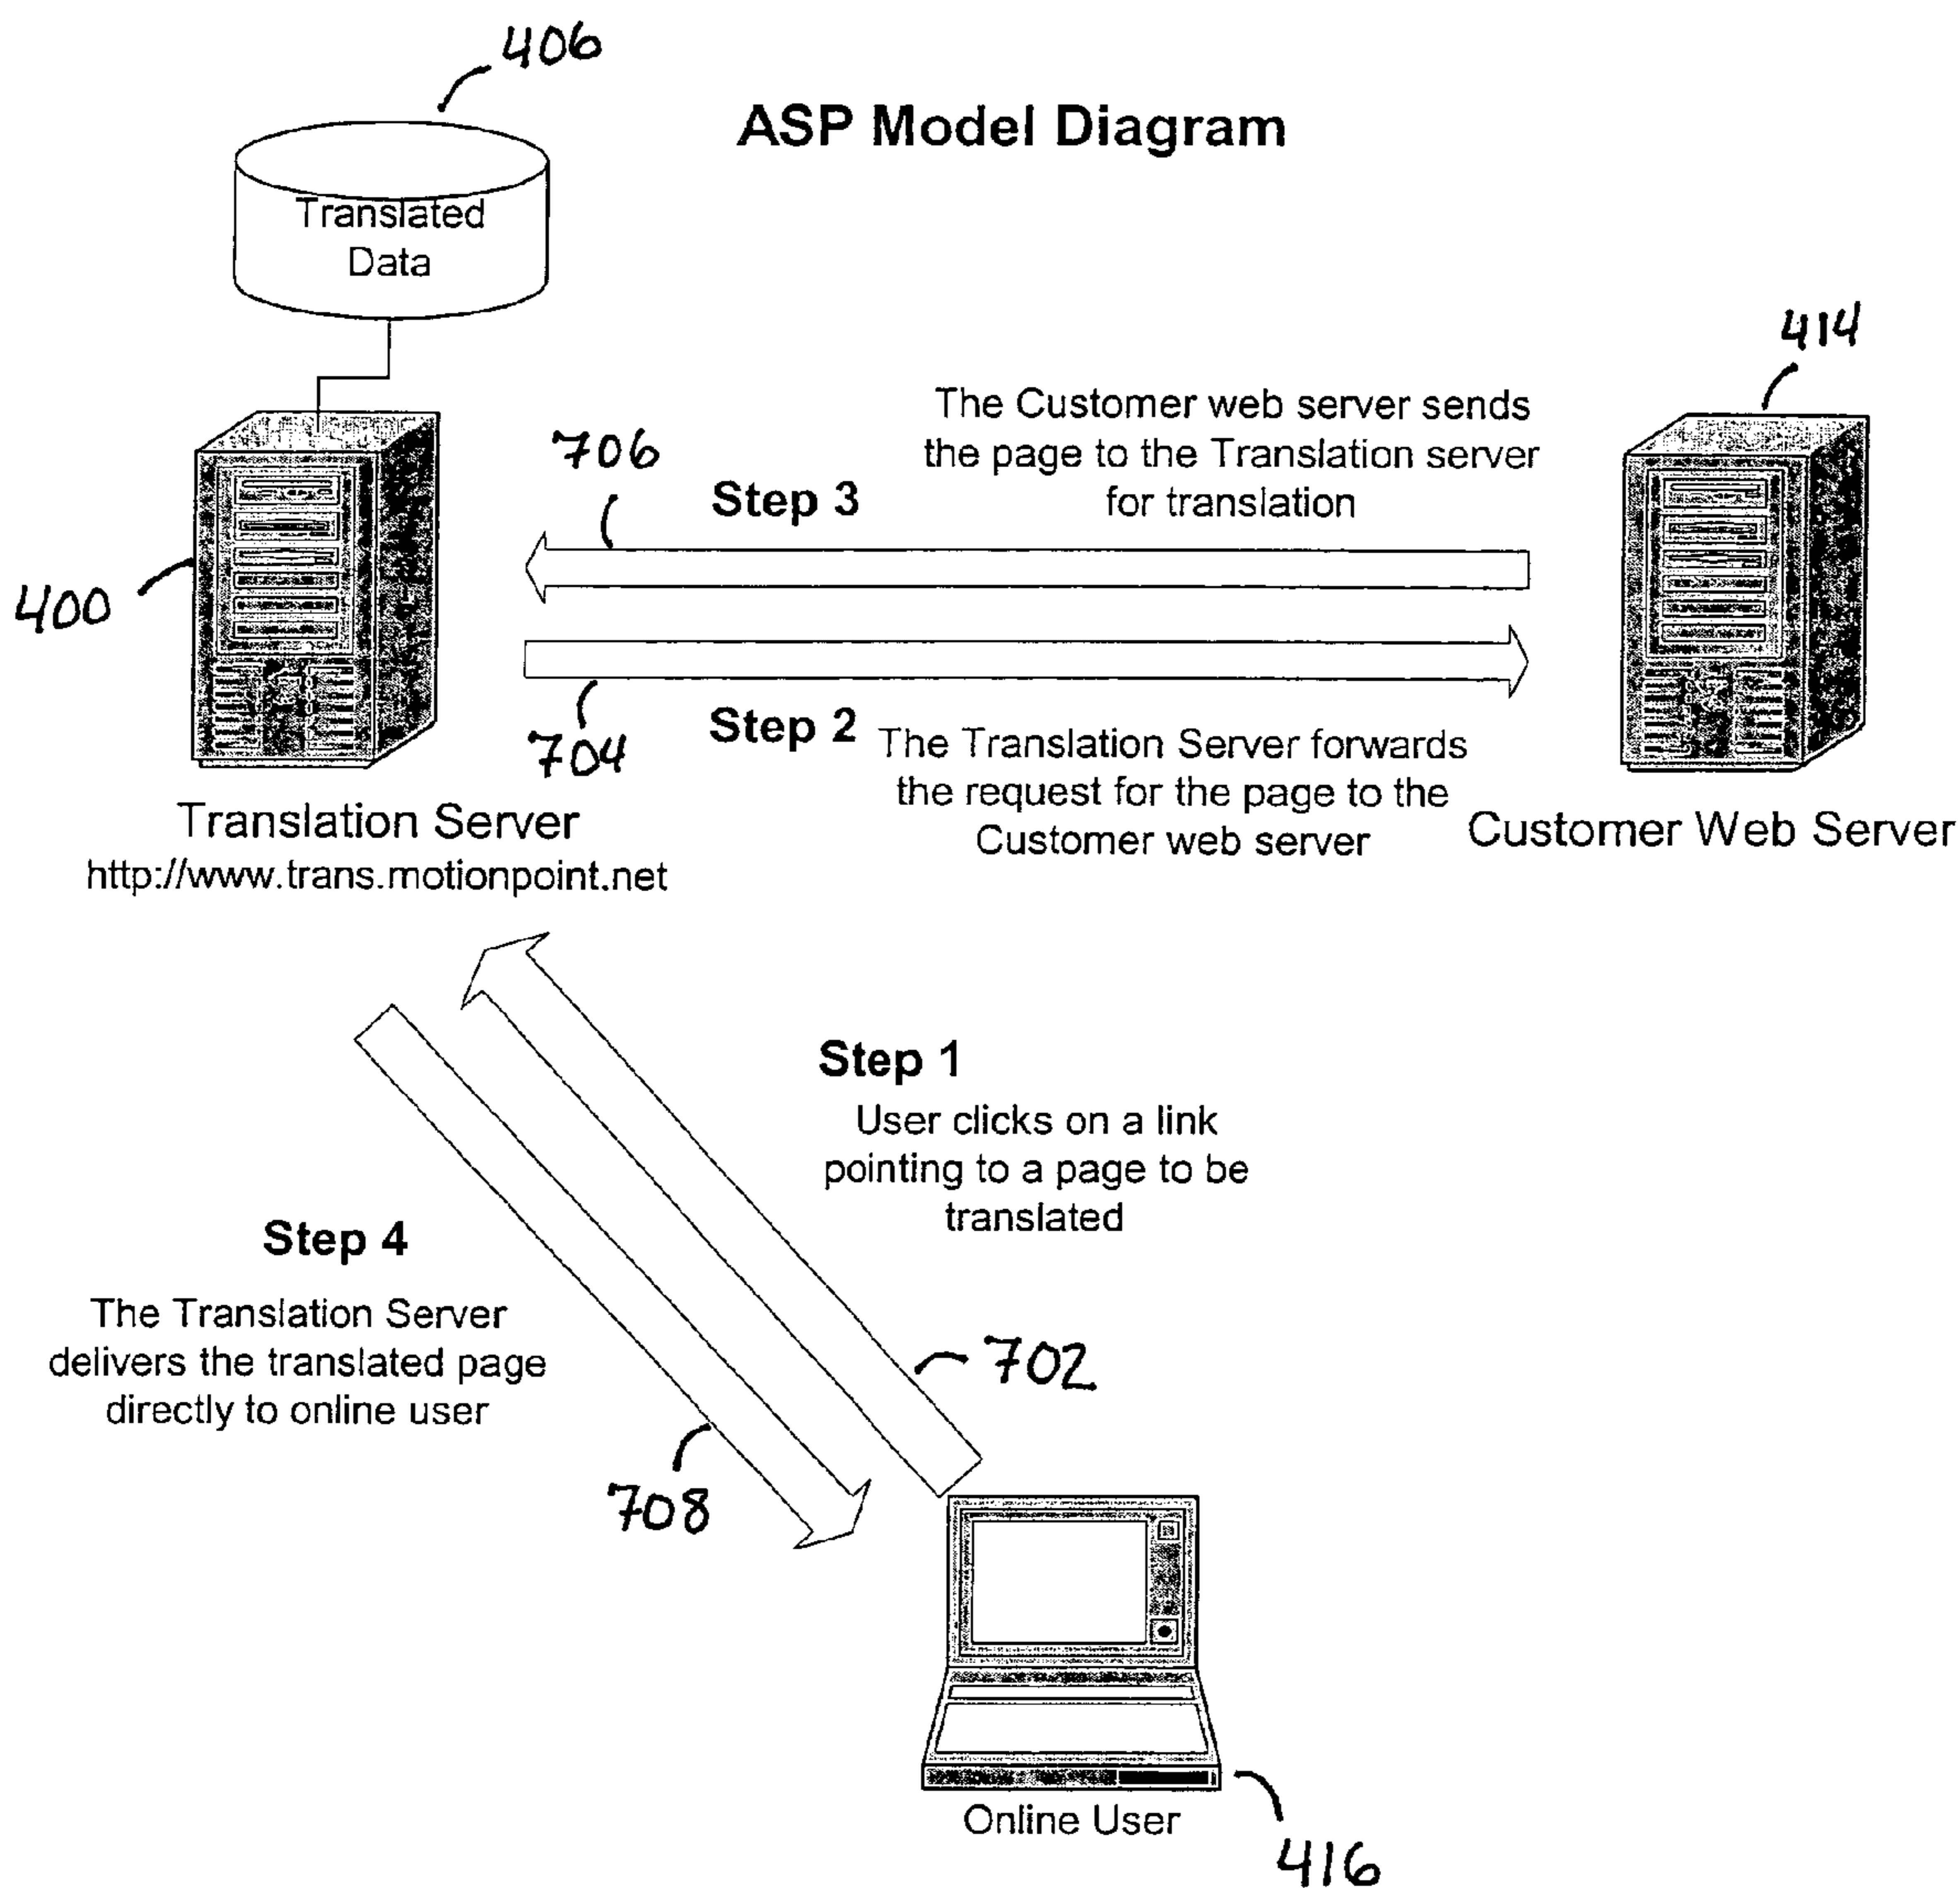 406
ASP Model Diagram
Translated
Data
414
The Customer web server sends
the page to the Translation server
for translation
706
Step 3
400
704
Step 2
The Translation Server forwards
the request for the page to the
Customer web server
Translation Server
http://www.trans.motionpoint.net
Customer Web Server
Step 1
User clicks on a link
pointing to a page to be
translated
Step 4
The Translation Server
delivers the translated page
directly to online user
702
708
Online User
416